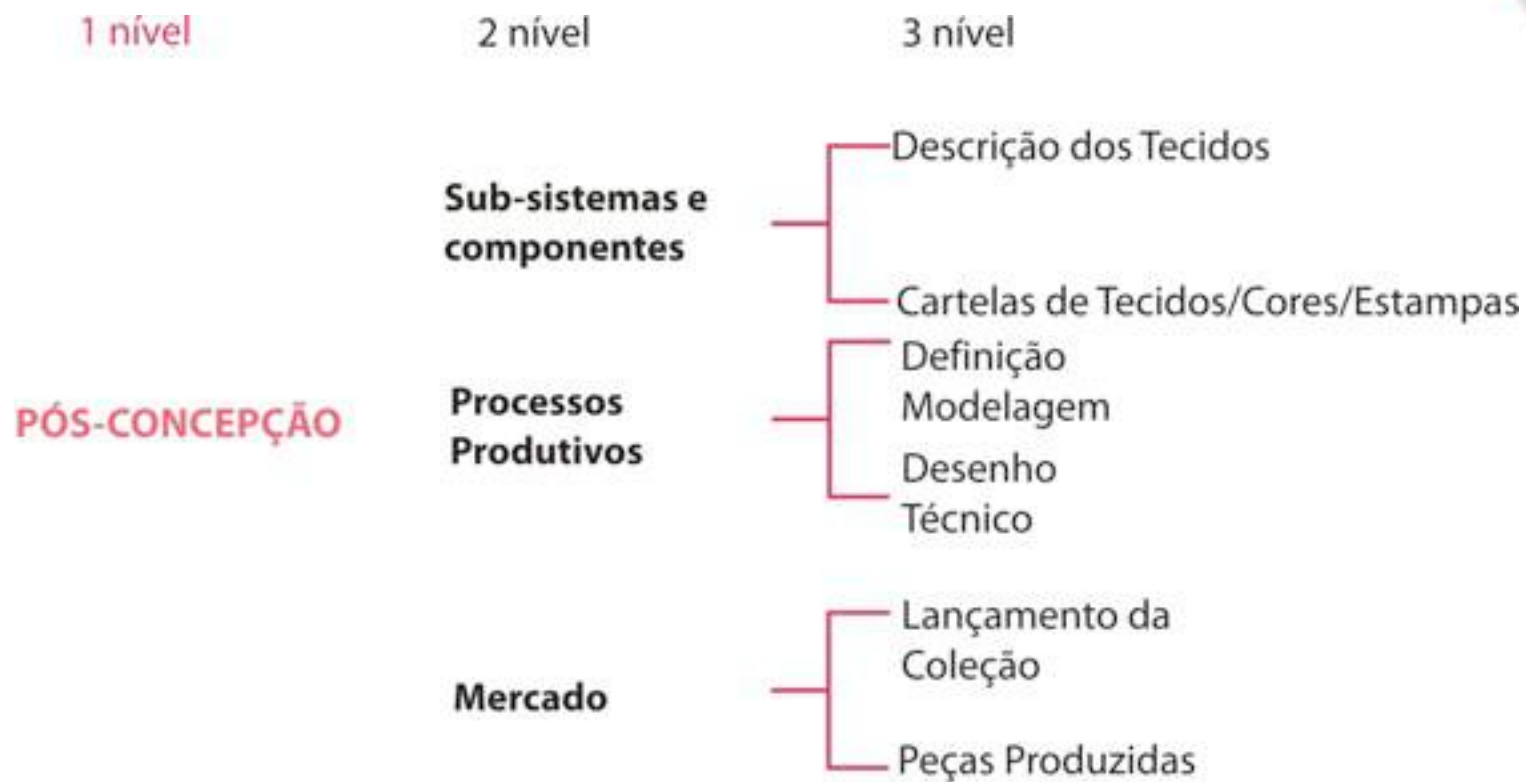 1 nível
2 nível
3 nível
Descrição dos Tecidos
Sub-sistemas e
componentes
Cartelas de Tecidos/Cores/Estampas
PÓS-CONCEPÇÃO
Processos
Produtivos
Definição
Modelagem
Desenho
Técnico
Mercado
Lançamento da
Coleção
Peças Produzidas